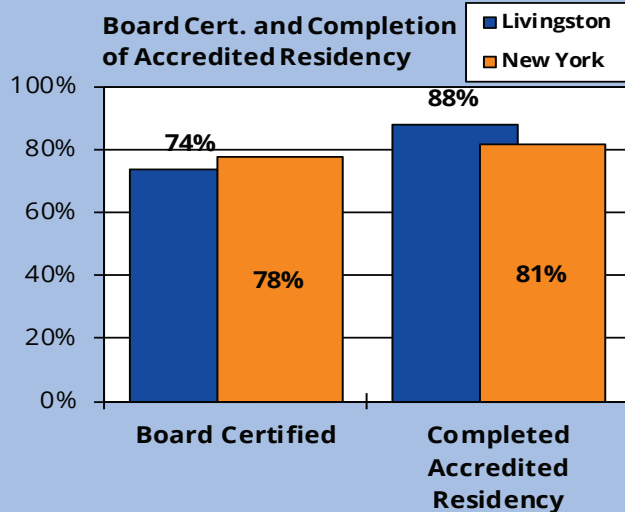 Board Cert. and Completion
of Accredited Residency
Livingston
New York
100%
80%
60%
40%
20%
0%
74%
78%
88%
81%
Board Certified
Completed
Accredited
Residency